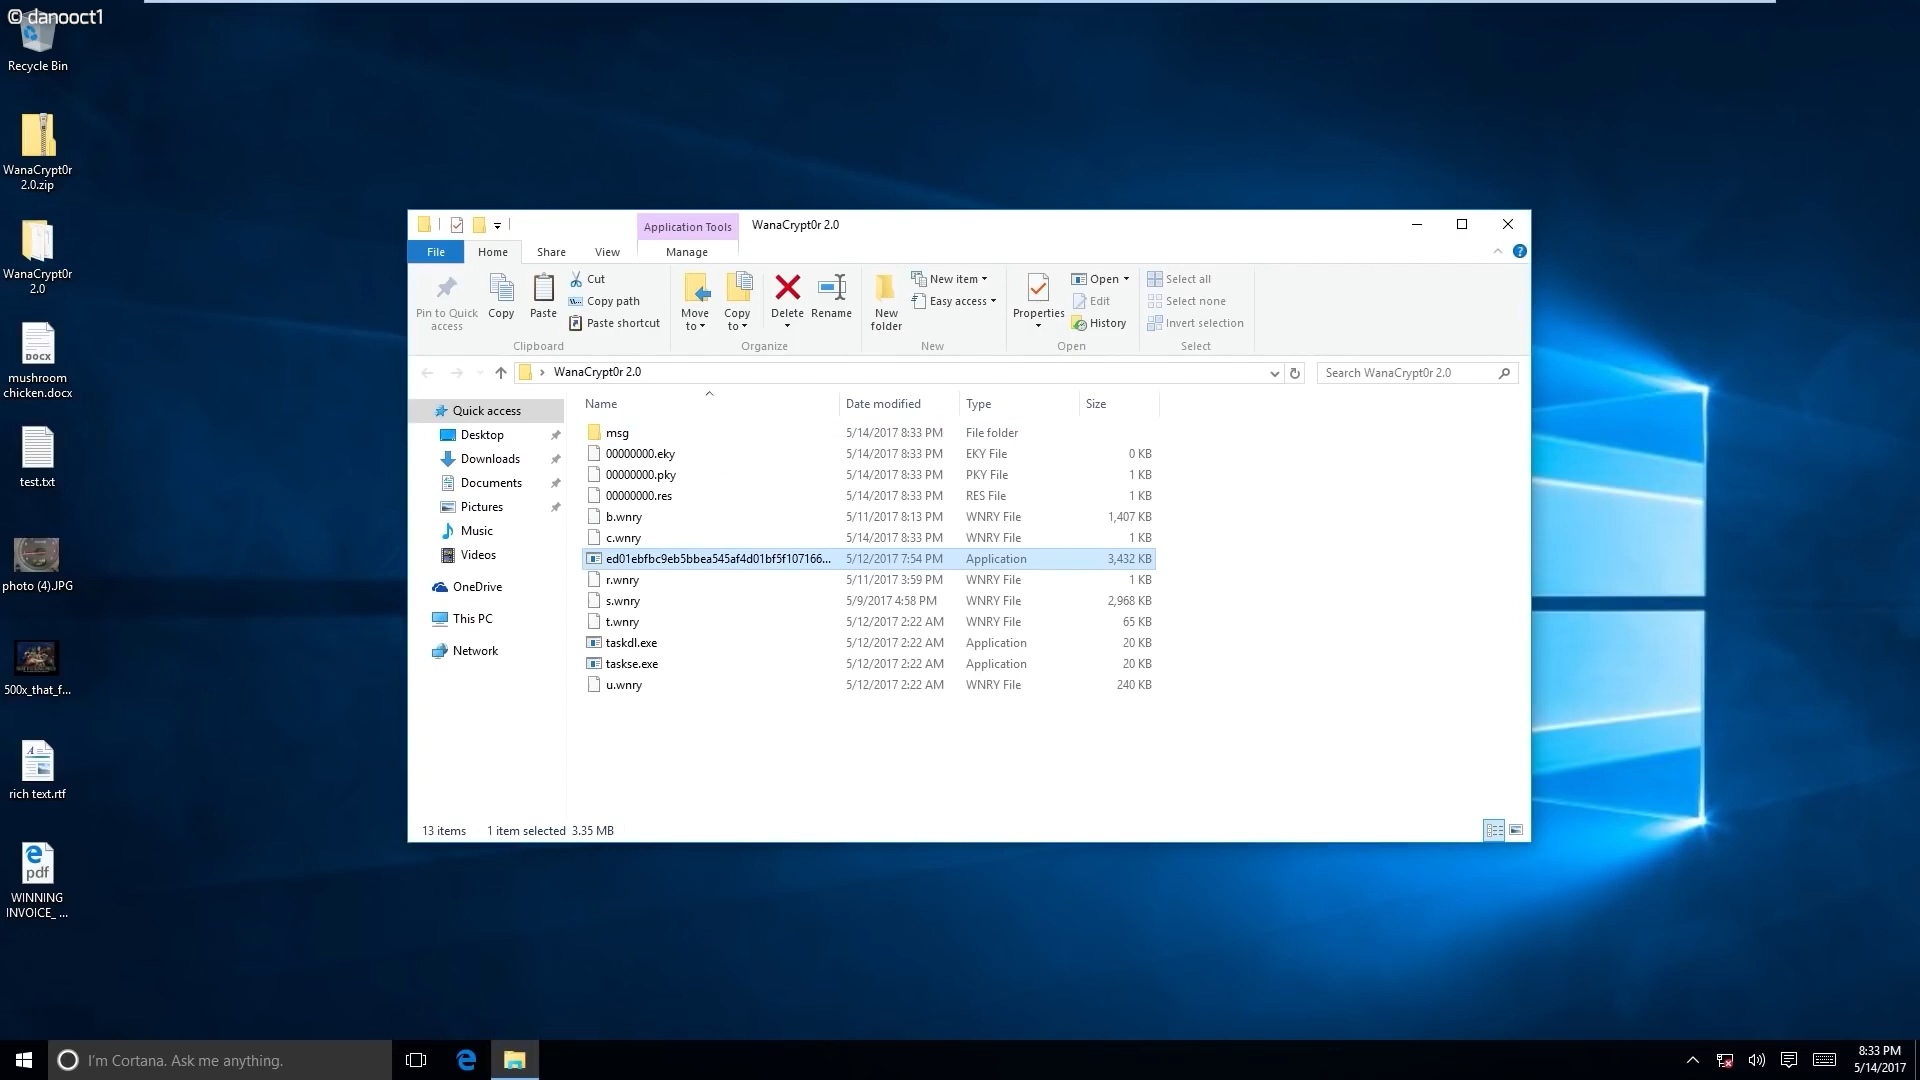 © danooct1
Recycle Bin
WanaCrypt0r
2.0.zip
WanaCrypt0r
2.0
DOCX
mushroom
chicken.docx
test.txt
photo (4).JPG
500x_that_f...
rich text.rtf
pdf
WINNING
INVOICE_ ...
Application Tools
WanaCrypt0r 2.0
File
Home
Share
View
Manage
Pin to Quick
access
Copy
Paste
Cut
Copy path
Paste shortcut
Clipboard
Move
to
Copy
to
Delete
Rename
Organize
New
folder
New item
Easy access
New
Properties
Open
Edit
History
Open
Select all
Select none
Invert selection
Select
WanaCrypt0r 2.0
Search WanaCrypt0r 2.0
Quick access
Desktop
Downloads
Documents
Pictures
Music
Videos
OneDrive
This PC
Network
Name Date modified Type Size
msg 5/14/2017 8:33 PM File folder
00000000.eky 5/14/2017 8:33 PM EKY File 0 KB
00000000.pky 5/14/2017 8:33 PM PKY File 1 KB
00000000.res 5/14/2017 8:33 PM RES File 1 KB
b.wnry 5/11/2017 8:13 PM WNRY File 1,407 KB
c.wnry 5/14/2017 8:33 PM WNRY File 1 KB
ed01ebfbc9eb5bbea545af4d01bf5f107166... 5/12/2017 7:54 PM Application 3,432 KB
r.wnry 5/11/2017 3:59 PM WNRY File 1 KB
s.wnry 5/9/2017 4:58 PM WNRY File 2,968 KB
t.wnry 5/12/2017 2:22 AM WNRY File 65 KB
taskdl.exe 5/12/2017 2:22 AM Application 20 KB
taskse.exe 5/12/2017 2:22 AM Application 20 KB
u.wnry 5/12/2017 2:22 AM WNRY File 240 KB
13 items 1 item selected 3.35 MB
I'm Cortana. Ask me anything.
8:33 PM
5/14/2017